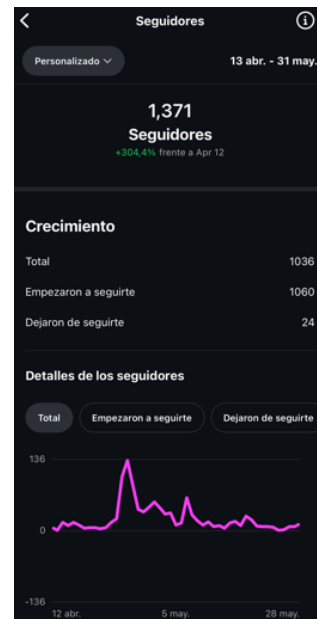 Seguidores
Personalizado
13 abr. - 31 may.
1,371
Seguidores
+304,4% frente a Apr 12
Crecimiento
Total 1036
Empezaron a seguirte 1060
Dejaron de seguirte 24
Detalles de los seguidores
Total Empezaron a seguirte Dejaron de seguirte
136
0
-136
12 abr. 5 may. 28 may.